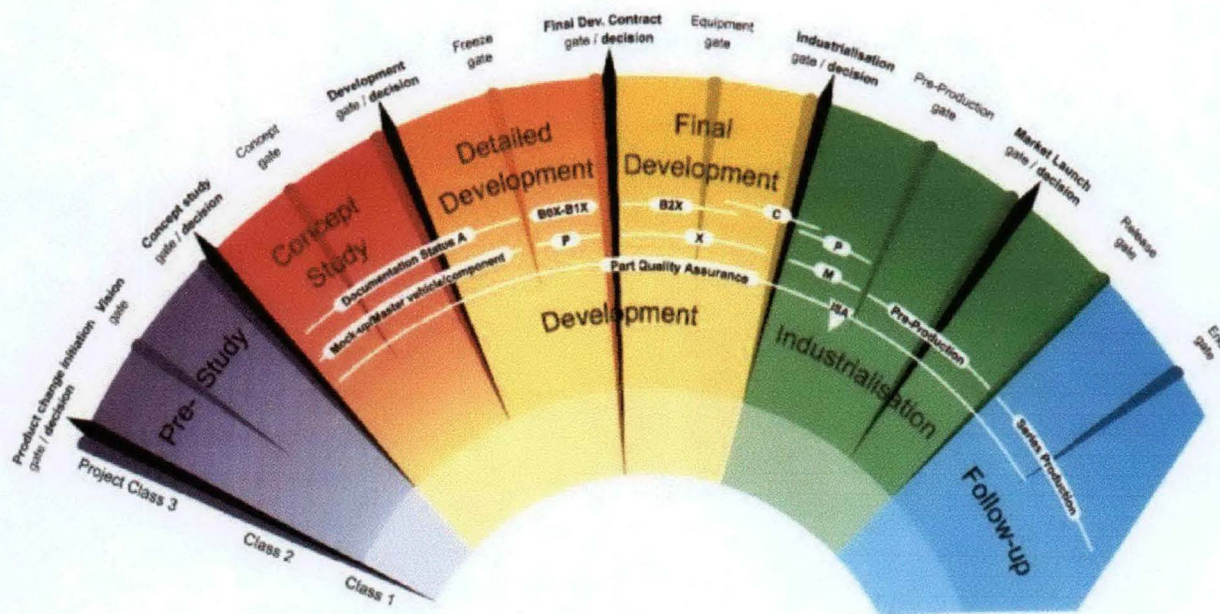 Product change initiation
gate / decision
Vision
gate
Concept study
gate / decision
Concept
gate
Development
gate / decision
Freeze
gate
Final Dev. Contract
gate / decision
Equipment
gate
Industrialisation
gate / decision
Pre-Production
gate
Market Launch
gate / decision
Release
gate
End
gate
Pre-Study
Concept
Study
Detailed
Development
Final
Development
Documentation Status A
B0X-B1X
B2X
C
Mock-up/Master vehicle/component
P
X
P
M
Part Quality Assurance
ISA
Pre-Production
Series Production
Development
Industrialisation
Follow-up
Project Class 3
Class 2
Class 1